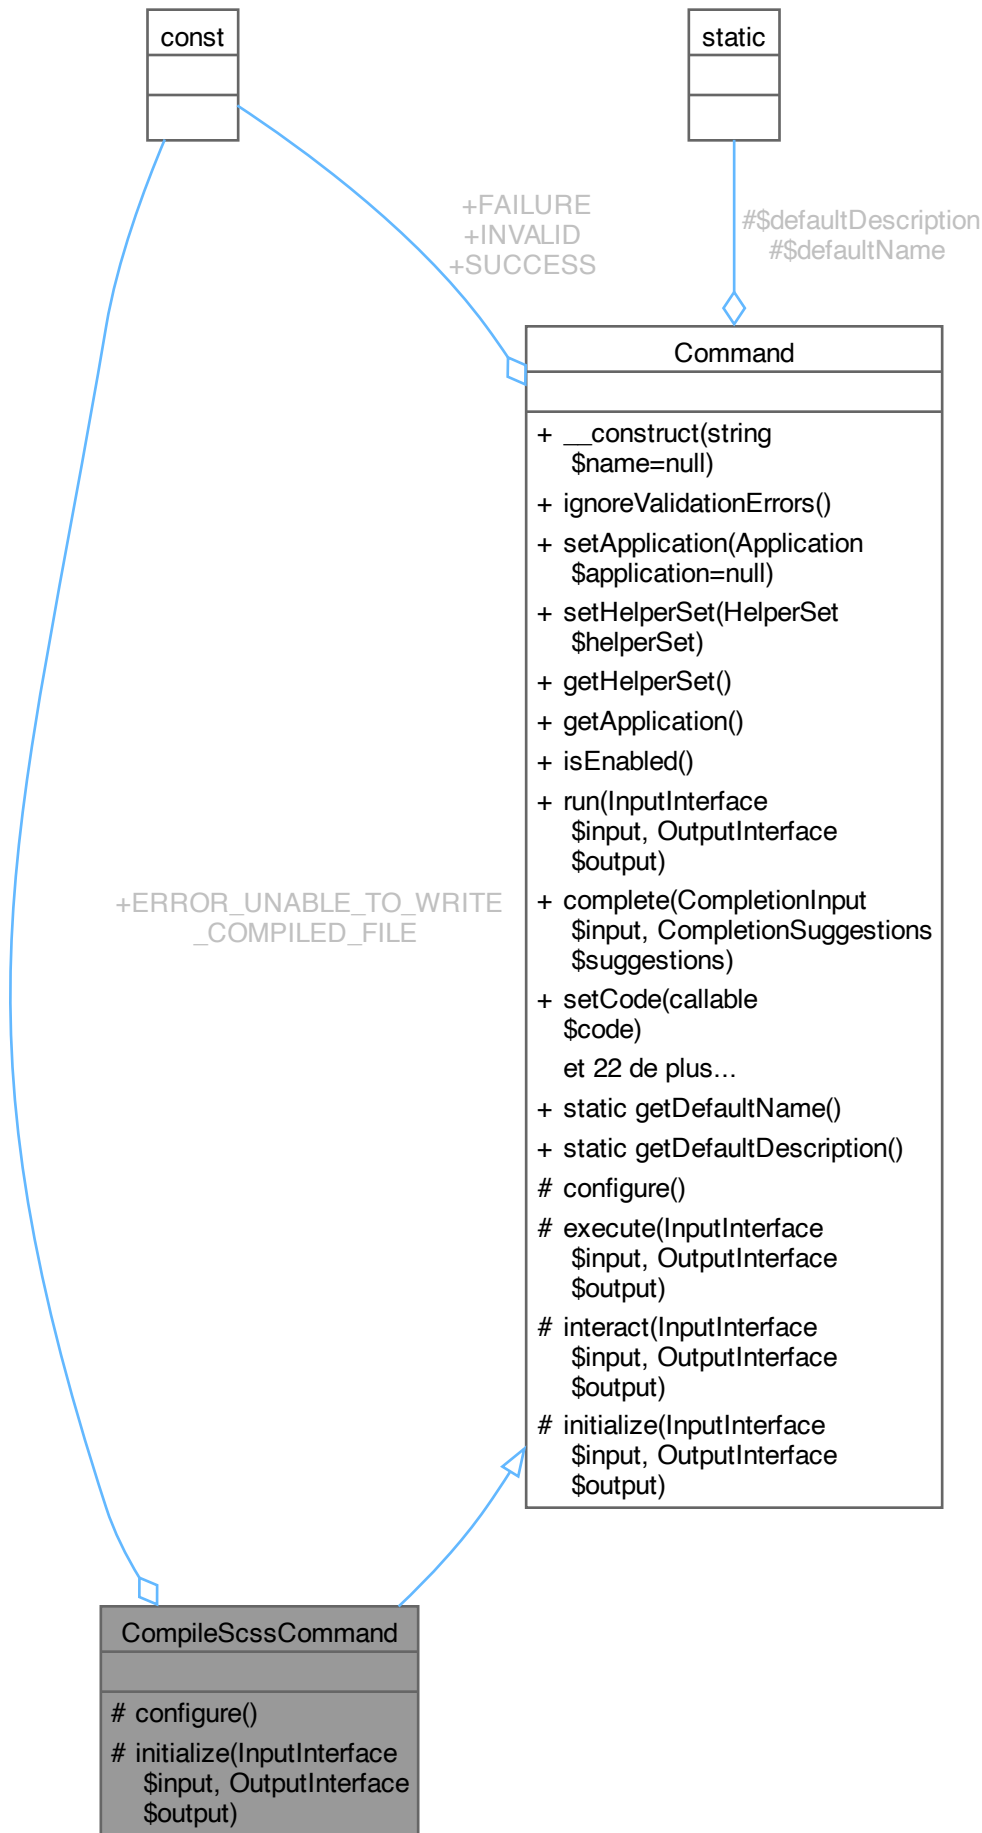 const
static
+FAILURE
+INVALID
+SUCCESS
#$defaultDescription
#$defaultName
Command
+ __construct(string
$name=null)
+ ignoreValidationErrors()
+ setApplication(Application
$application=null)
+ setHelperSet(HelperSet
$helperSet)
+ getHelperSet()
+ getApplication()
+ isEnabled()
+ run(InputInterface
$input, OutputInterface
$output)
+ complete(CompletionInput
$input, CompletionSuggestions
$suggestions)
+ setCode(callable
$code)
et 22 de plus...
+ static getDefaultName()
+ static getDefaultDescription()
# configure()
# execute(InputInterface
$input, OutputInterface
$output)
# interact(InputInterface
$input, OutputInterface
$output)
# initialize(InputInterface
$input, OutputInterface
$output)
+ERROR_UNABLE_TO_WRITE
_COMPILED_FILE
CompileScssCommand
# configure()
# initialize(InputInterface
$input, OutputInterface
$output)